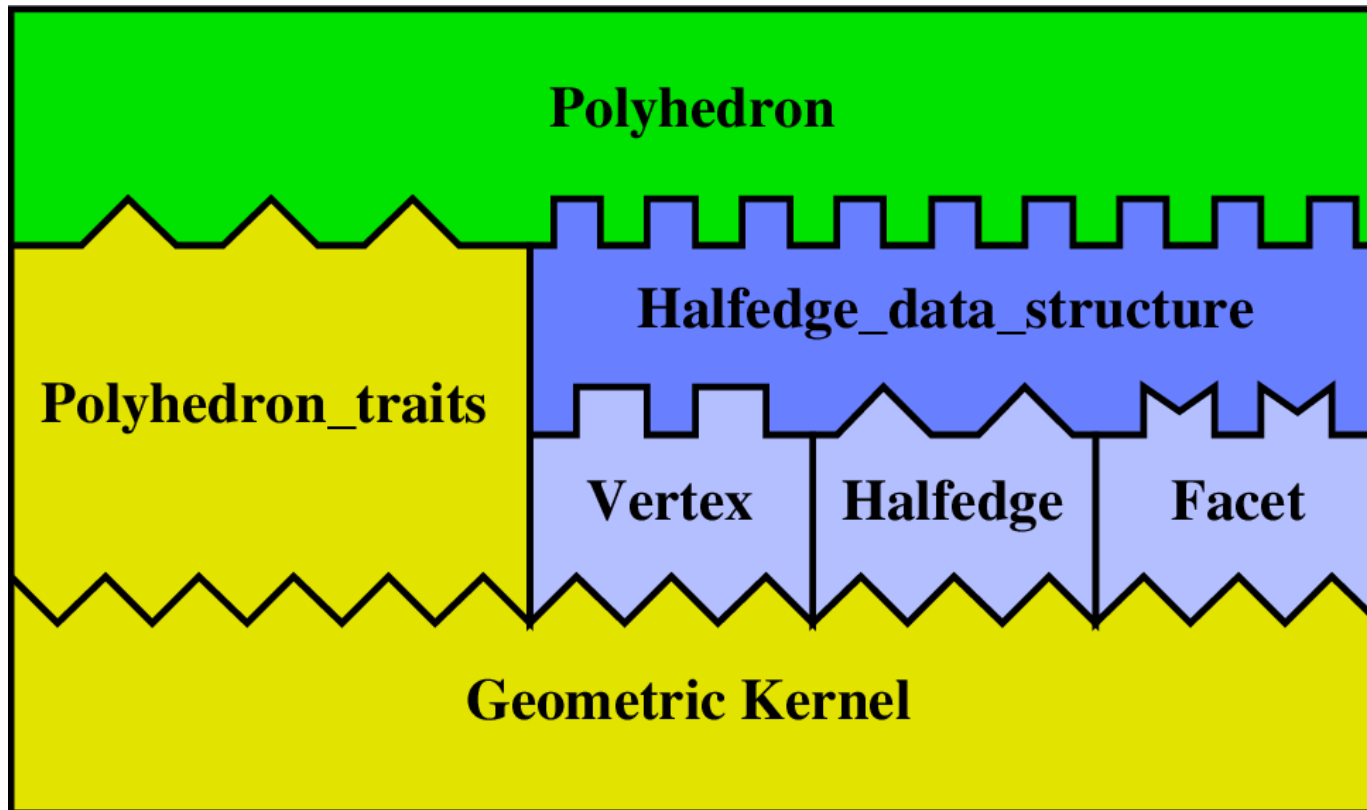 Polyhedron
Halfedge_data_structure
Polyhedron_traits
Vertex
Halfedge
Facet
Geometric Kernel